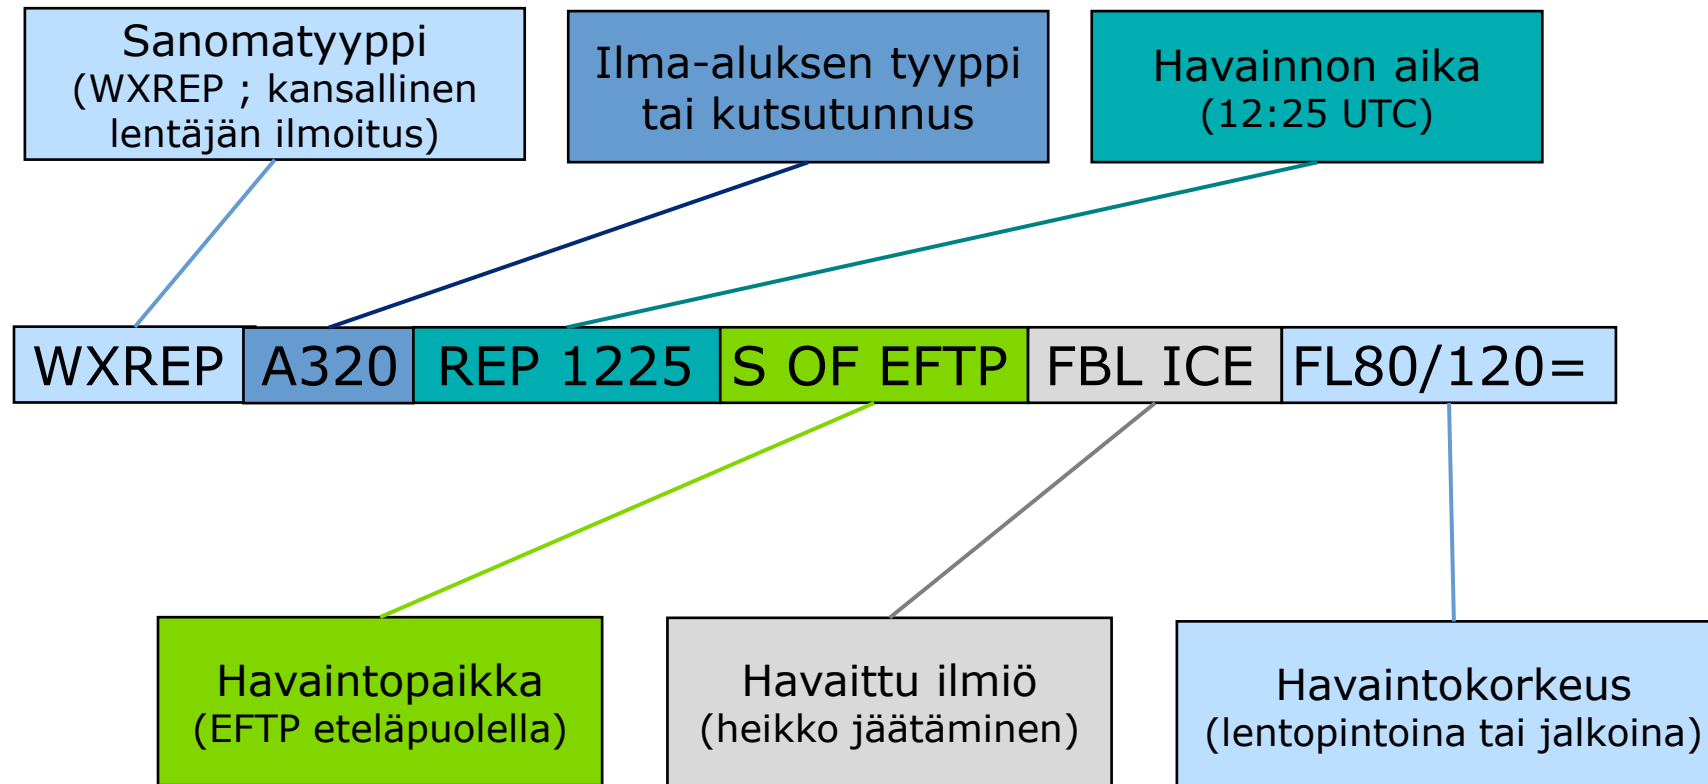 Sanomatyyppi
(WXREP ; kansallinen
lentäjän ilmoitus)
Ilma-aluksen tyyppi
tai kutsutunnus
Havainnon aika
(12:25 UTC)
WXREP A320 REP 1225 S OF EFTP FBL ICE FL80/120=
Havaintopaikka
(EFTP eteläpuolella)
Havaittu ilmiö
(heikko jäätäminen)
Havaintokorkeus
(lentopintoina tai jalkoina)